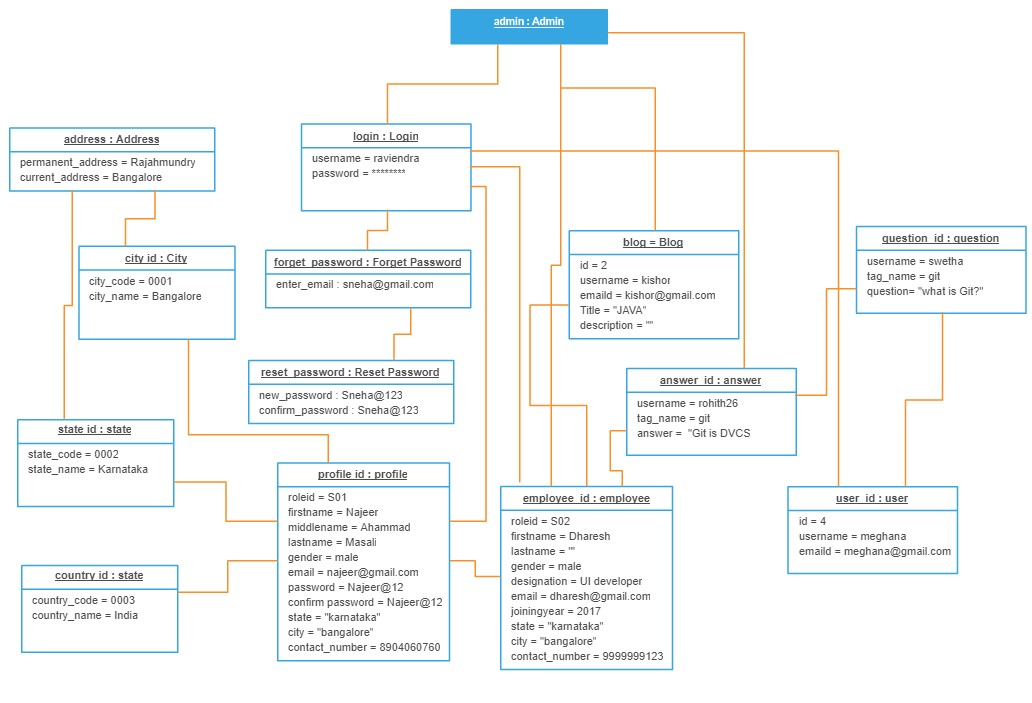 admin : Admin
address : Address
permanent_address = Rajahmundry
current_address = Bangalore
login : Login
username = raviendra
password = ********
city id : City
city_code = 0001
city_name = Bangalore
forget_password : Forget Password
enter_email : sneha@gmail.com
blog = Blog
id = 2
username = kishor
emaild = kishor@gmail.com
Title = "JAVA"
description = ""
question_id : question
username = swetha
tag_name = git
question= "what is Git?"
reset_password : Reset Password
new_password : Sneha@123
confirm_password : Sneha@123
answer_id : answer
username = rohith26
tag_name = git
answer = "Git is DVCS
state id : state
state_code = 0002
state_name = Karnataka
profile id : profile
roleid = S01
firstname = Najeer
middlename = Ahammad
lastname = Masali
gender = male
email = najeer@gmail.com
password = Najeer@12
confirm password = Najeer@12
state = "karnataka"
city = "bangalore"
contact_number = 8904060760
employee_id : employee
roleid = S02
firstname = Dharesh
lastname = ""
gender = male
designation = UI developer
email = dharesh@gmail.com
joiningyear = 2017
state = "karnataka"
city = "bangalore"
contact_number = 9999999123
user_id : user
id = 4
username = meghana
emaild = meghana@gmail.com
country id : state
country_code = 0003
country_name = India